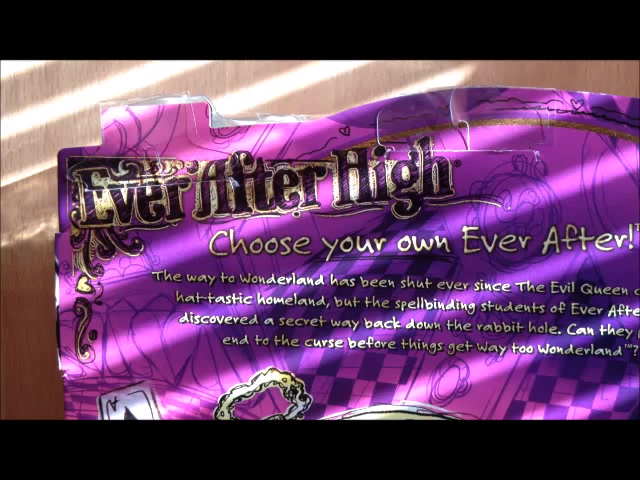 Ever After High®
Choose your own Ever After!™
The way to Wonderland has been shut ever since The Evil Queen
hat-tastic homeland, but the spellbinding students of Ever
discovered a secret way back down the rabbit hole. Can they
end to the curse before things get way too Wonderland™?